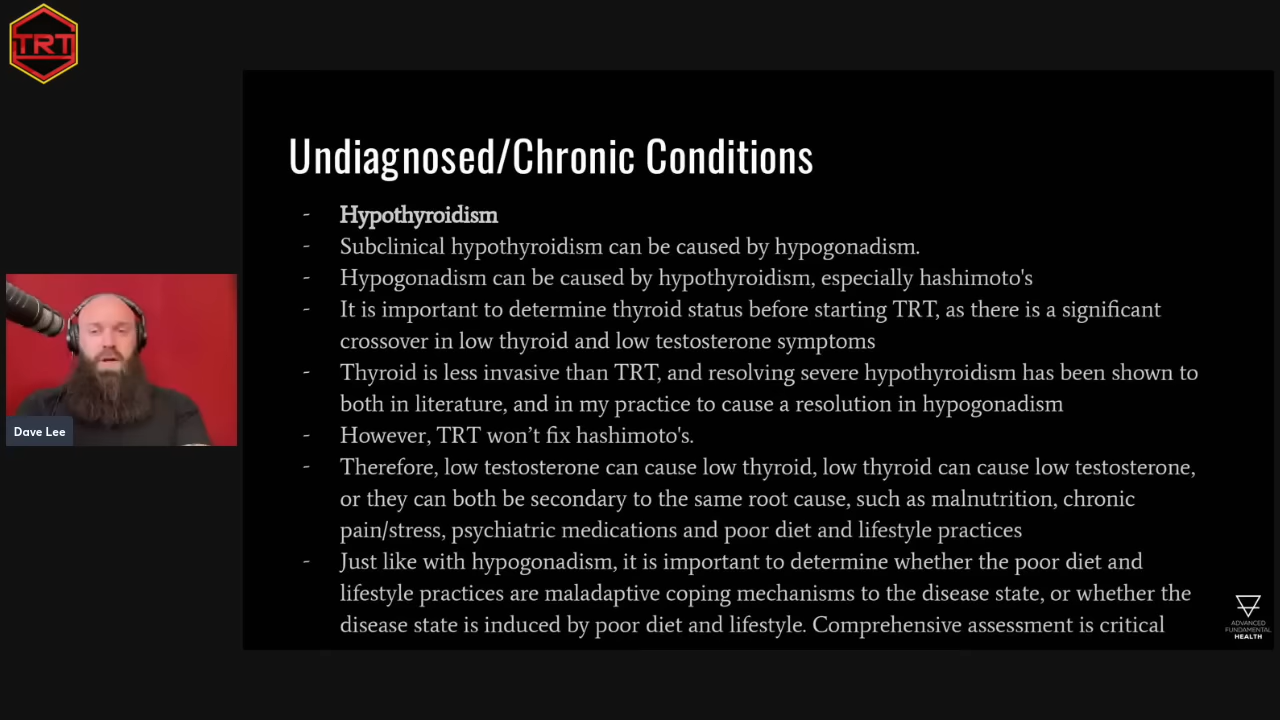 TRT
Undiagnosed/Chronic Conditions
- Hypothyroidism
- Subclinical hypothyroidism can be caused by hypogonadism.
- Hypogonadism can be caused by hypothyroidism, especially hashimoto's
- It is important to determine thyroid status before starting TRT, as there is a significant
crossover in low thyroid and low testosterone symptoms
- Thyroid is less invasive than TRT, and resolving severe hypothyroidism has been shown to
both in literature, and in my practice to cause a resolution in hypogonadism
- However, TRT won’t fix hashimoto's.
- Therefore, low testosterone can cause low thyroid, low thyroid can cause low testosterone,
or they can both be secondary to the same root cause, such as malnutrition, chronic
pain/stress, psychiatric medications and poor diet and lifestyle practices
- Just like with hypogonadism, it is important to determine whether the poor diet and
lifestyle practices are maladaptive coping mechanisms to the disease state, or whether the
disease state is induced by poor diet and lifestyle. Comprehensive assessment is critical
Dave Lee
ADVANCED
FUNDAMENTAL
HEALTH